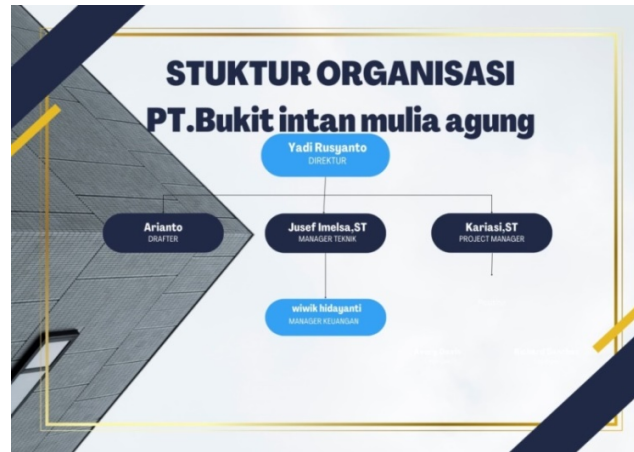 STUKTUR ORGANISASI
PT.Bukit intan mulia agung
Yadi Rusyanto
DIREKTUR
Arianto
DRAFTER
Jusef Imelsa,ST
MANAGER TEKNIK
Kariasi,ST
PROJECT MANAGER
wiwik hidayanti
MANAGER KEUANGAN